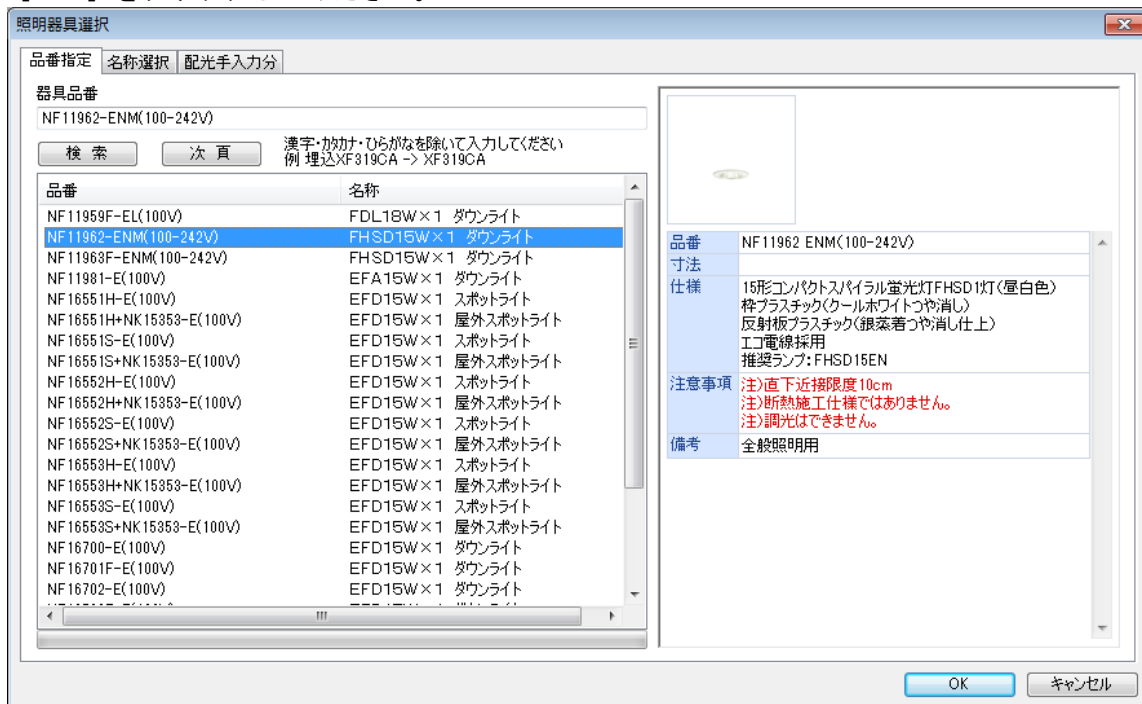 照明器具選択
品番指定 名称選択 配光手入力分
器具品番
NF11962-ENM(100-242V)
検 索 次 頁 漢字・カタカナ・ひらがなを除いて入力してください
例 埋込XF319CA -> XF319CA
品番 名称
NF11959F-EL(100V) FDL18W×1 ダウンライト
NF11962-ENM(100-242V) FHSD15W×1 ダウンライト
NF11963F-ENM(100-242V) FHSD15W×1 ダウンライト
NF11981-E(100V) EFA15W×1 ダウンライト
NF16551H-E(100V) EFD15W×1 スポットライト
NF16551H+NK15353-E(100V) EFD15W×1 屋外スポットライト
NF16551S-E(100V) EFD15W×1 スポットライト
NF16551S+NK15353-E(100V) EFD15W×1 屋外スポットライト
NF16552H-E(100V) EFD15W×1 スポットライト
NF16552H+NK15353-E(100V) EFD15W×1 屋外スポットライト
NF16552S-E(100V) EFD15W×1 スポットライト
NF16552S+NK15353-E(100V) EFD15W×1 屋外スポットライト
NF16553H-E(100V) EFD15W×1 スポットライト
NF16553H+NK15353-E(100V) EFD15W×1 屋外スポットライト
NF16553S-E(100V) EFD15W×1 スポットライト
NF16553S+NK15353-E(100V) EFD15W×1 屋外スポットライト
NF16700-E(100V) EFD15W×1 ダウンライト
NF16701F-E(100V) EFD15W×1 ダウンライト
NF16702-E(100V) EFD15W×1 ダウンライト
品番 NF11962 ENM(100-242V)
寸法
仕様 15形コンパクトスパイラル蛍光灯FHSD1灯(昼白色)
枠プラスチック(クールホワイトつや消し)
反射板プラスチック(銀蒸着つや消し仕上)
エコ電線採用
推奨ランプ:FHSD15EN
注意事項 注)直下近接限度10cm
注)断熱施工仕様ではありません。
注)調光はできません。
備考 全般照明用
OK キャンセル